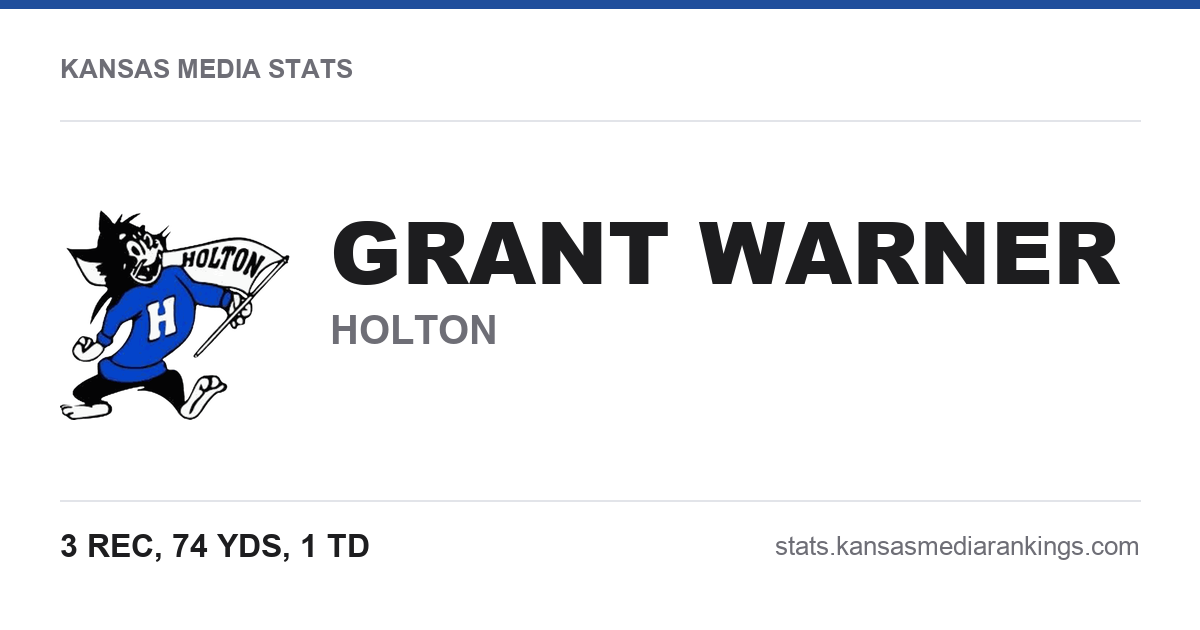 KANSAS MEDIA STATS
HOLTON
H
GRANT WARNER
HOLTON
3 REC, 74 YDS, 1 TD
stats.kansasmediarankings.com